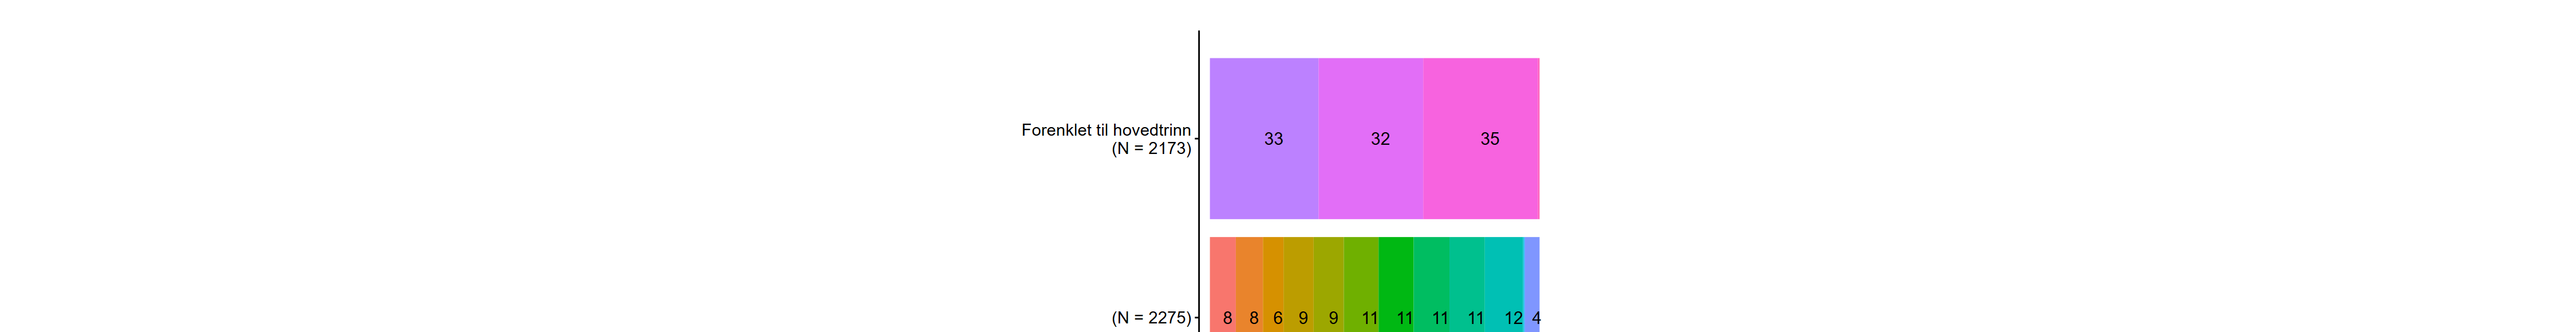 Forenklet til hovedtrinn
(N = 2173)
33 32 35
(N = 2275)
8 8 6 9 9 11 11 11 11 12 4